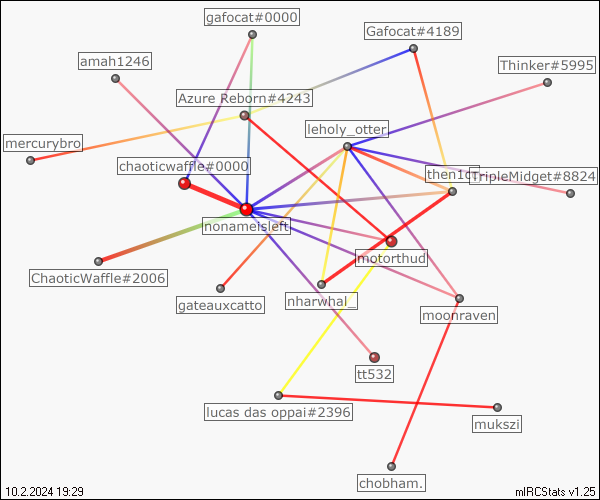 gafocat#0000
Gafocat#4189
amah1246
Thinker#5995
Azure Reborn#4243
leholy_otter
mercurybro
chaoticwaffle#0000
TripleMidget#8824
nonameisleft
motorthud
ChaoticWaffle#2006
gateauxcatto
nharwhal_
moonraven
tt532
lucas das oppai#2396
mukszi
chobham.
10.2.2024 19:29
mIRCStats v1.25